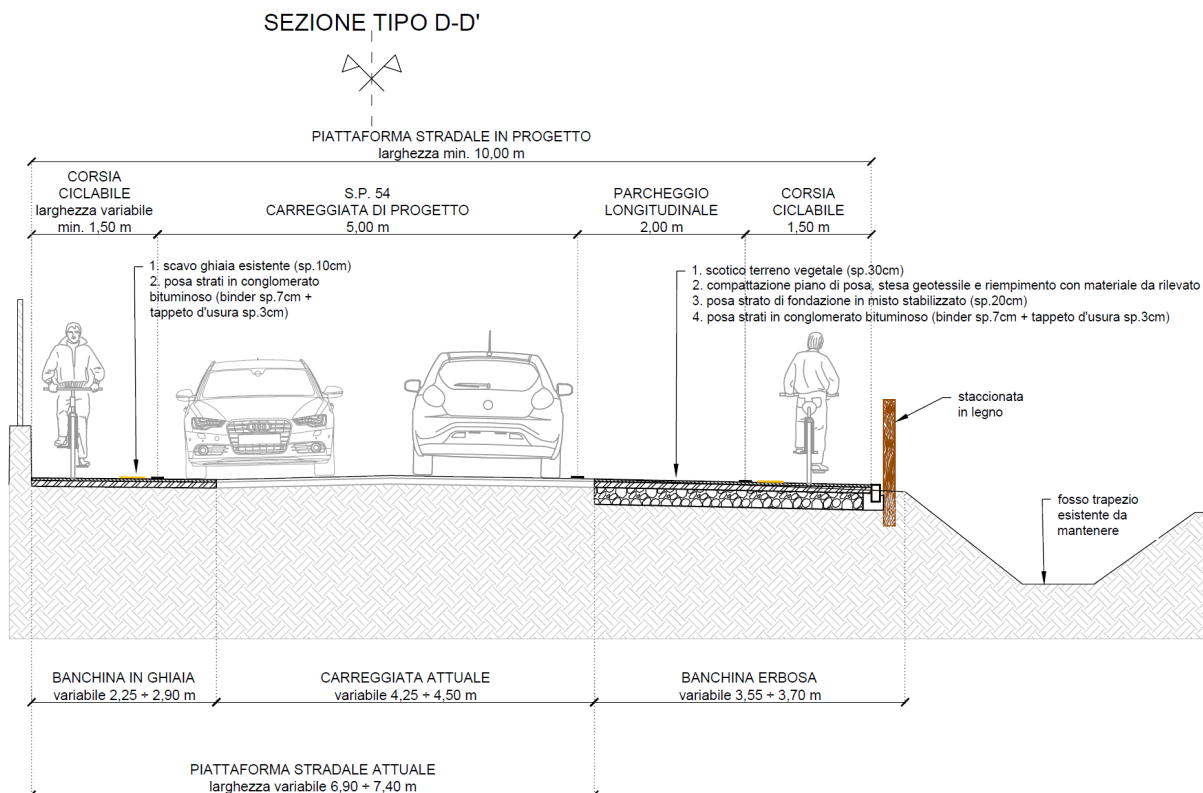 SEZIONE TIPO D-D'
PIATTAFORMA STRADALE IN PROGETTO
larghezza min. 10,00 m
CORSIA
CICLABILE
larghezza variabile
min. 1,50 m
S.P. 54
CARREGGIATA DI PROGETTO
5,00 m
PARCHEGGIO
LONGITUDINALE
2,00 m
CORSIA
CICLABILE
1,50 m
1. scavo ghiaia esistente (sp.10cm)
2. posa strati in conglomerato
bituminoso (binder sp.7cm +
tappeto d'usura sp.3cm)
1. scotico terreno vegetale (sp.30cm)
2. compattazione piano di posa, stesa geotessile e riempimento con materiale da rilevato
3. posa strato di fondazione in misto stabilizzato (sp.20cm)
4. posa strati in conglomerato bituminoso (binder sp.7cm + tappeto d'usura sp.3cm)
staccionata
in legno
fosso trapezio
esistente da
mantenere
BANCHINA IN GHIAIA
variabile 2,25 ÷ 2,90 m
CARREGGIATA ATTUALE
variabile 4,25 ÷ 4,50 m
BANCHINA ERBOSA
variabile 3,55 ÷ 3,70 m
PIATTAFORMA STRADALE ATTUALE
larghezza variabile 6,90 ÷ 7,40 m